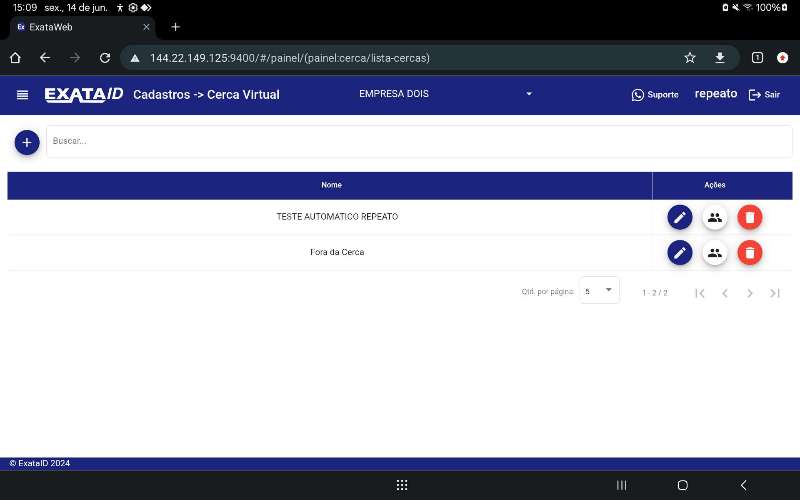 15:09 sex., 14 de jun. 100%
Ex ExataWeb
144.22.149.125:9400/#/painel/(painel:cerca/lista-cercas) 1
EXATAID Cadastros -> Cerca Virtual EMPRESA DOIS Suporte repeato Sair
Buscar...
Nome Ações
TESTE AUTOMATICO REPEATO
Fora da Cerca
Qtd. por página: 5 1 - 2 / 2
© ExataID 2024